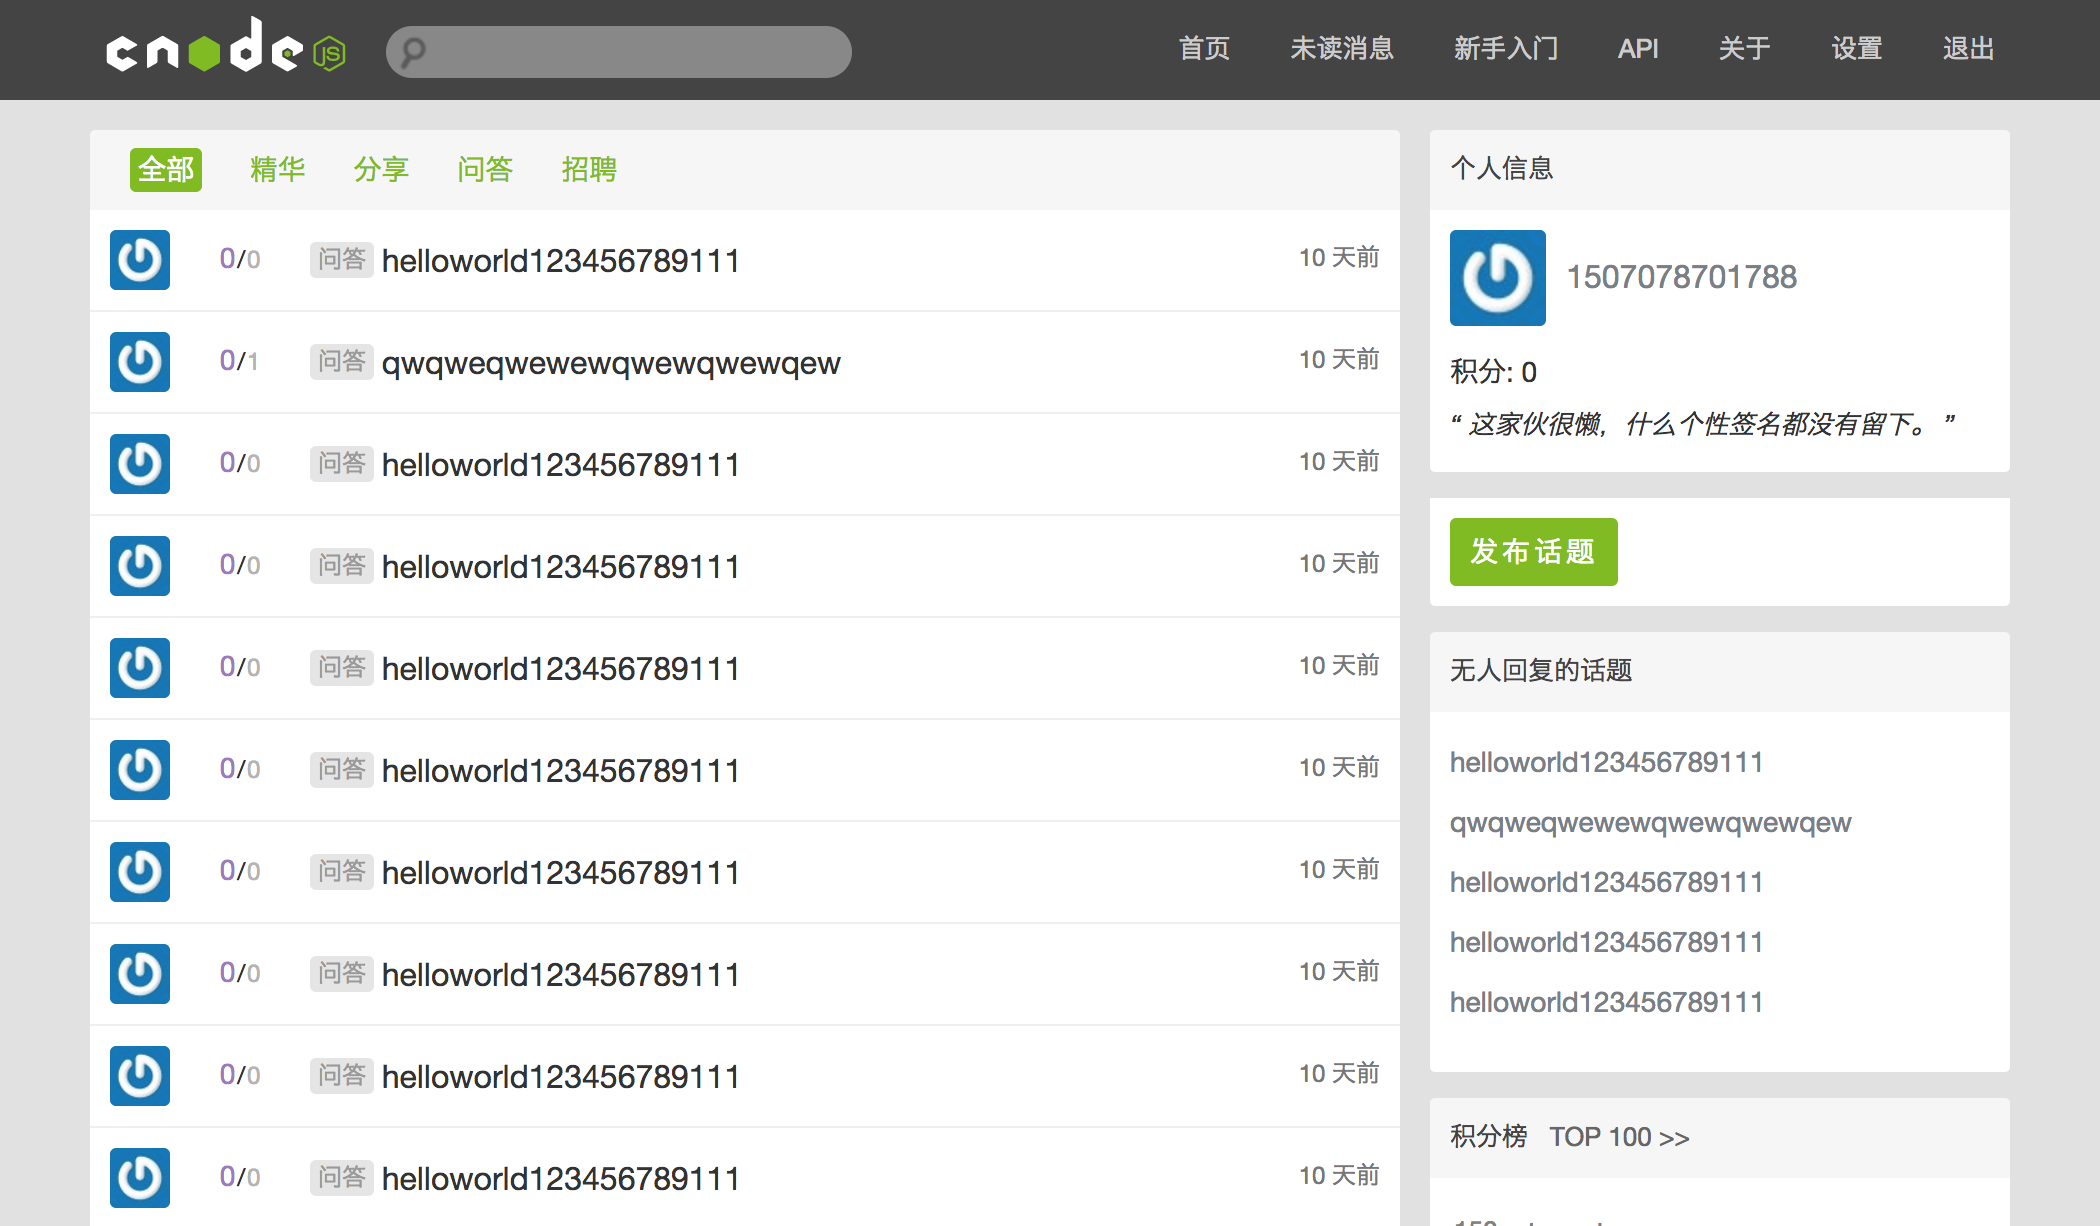 cnode JS
首页 未读消息 新手入门 API 关于 设置 退出
全部 精华 分享 问答 招聘
0/0 问答 helloworld123456789111 10 天前
0/1 问答 qwqweqwewewqwewqwewqew 10 天前
0/0 问答 helloworld123456789111 10 天前
0/0 问答 helloworld123456789111 10 天前
0/0 问答 helloworld123456789111 10 天前
0/0 问答 helloworld123456789111 10 天前
0/0 问答 helloworld123456789111 10 天前
0/0 问答 helloworld123456789111 10 天前
0/0 问答 helloworld123456789111 10 天前
0/0 问答 helloworld123456789111 10 天前
个人信息
1507078701788
积分: 0
“ 这家伙很懒，什么个性签名都没有留下。 ”
发布话题
无人回复的话题
helloworld123456789111
qwqweqwewewqwewqwewqew
helloworld123456789111
helloworld123456789111
helloworld123456789111
积分榜 TOP 100 >>